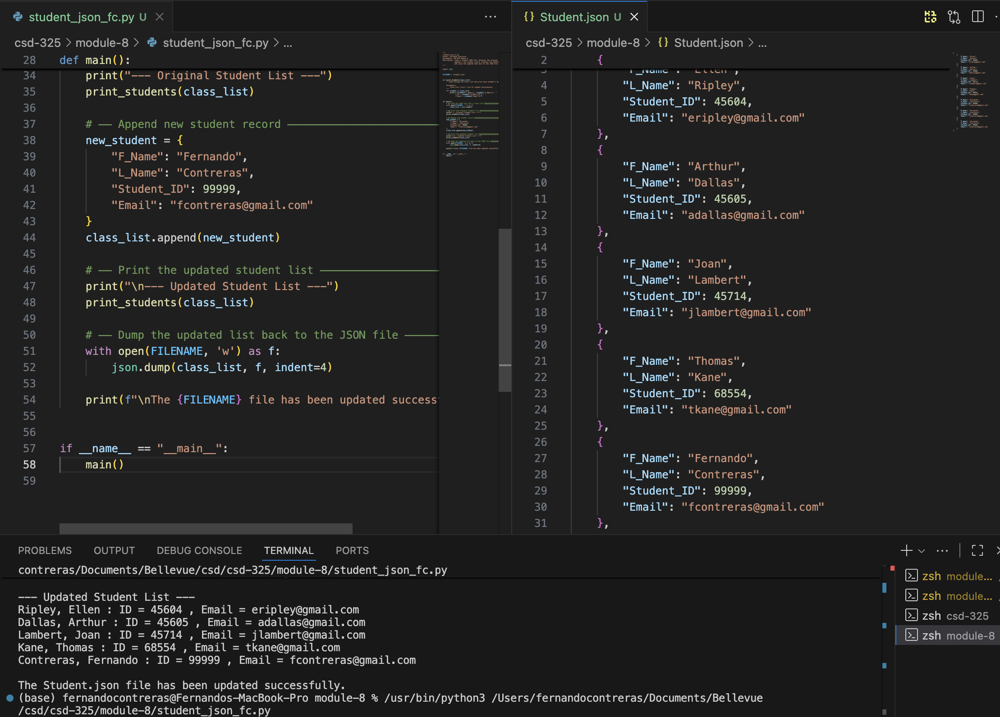 student_json_fc.py U
csd-325 > module-8 > student_json_fc.py > ...
28 def main():
34 print("--- Original Student List ---")
35 print_students(class_list)
36
37 # —— Append new student record ————————
38 new_student = {
39 "F_Name": "Fernando",
40 "L_Name": "Contreras",
41 "Student_ID": 99999,
42 "Email": "fcontreras@gmail.com"
43 }
44 class_list.append(new_student)
45
46 # —— Print the updated student list ————————
47 print("\n--- Updated Student List ---")
48 print_students(class_list)
49
50 # —— Dump the updated list back to the JSON file ————
51 with open(FILENAME, 'w') as f:
52 json.dump(class_list, f, indent=4)
53
54 print(f"\nThe {FILENAME} file has been updated success
55
56
57 if __name__ == "__main__":
58 main()
59
{} Student.json U
csd-325 > module-8 > {} Student.json > ...
2 {
3 "F_Name": "Ellen",
4 "L_Name": "Ripley",
5 "Student_ID": 45604,
6 "Email": "eripley@gmail.com"
7 },
8 {
9 "F_Name": "Arthur",
10 "L_Name": "Dallas",
11 "Student_ID": 45605,
12 "Email": "adallas@gmail.com"
13 },
14 {
15 "F_Name": "Joan",
16 "L_Name": "Lambert",
17 "Student_ID": 45714,
18 "Email": "jlambert@gmail.com"
19 },
20 {
21 "F_Name": "Thomas",
22 "L_Name": "Kane",
23 "Student_ID": 68554,
24 "Email": "tkane@gmail.com"
25 },
26 {
27 "F_Name": "Fernando",
28 "L_Name": "Contreras",
29 "Student_ID": 99999,
30 "Email": "fcontreras@gmail.com"
31 },
PROBLEMS OUTPUT DEBUG CONSOLE TERMINAL PORTS
contreras/Documents/Bellevue/csd/csd-325/module-8/student_json_fc.py
--- Updated Student List ---
Ripley, Ellen : ID = 45604 , Email = eripley@gmail.com
Dallas, Arthur : ID = 45605 , Email = adallas@gmail.com
Lambert, Joan : ID = 45714 , Email = jlambert@gmail.com
Kane, Thomas : ID = 68554 , Email = tkane@gmail.com
Contreras, Fernando : ID = 99999 , Email = fcontreras@gmail.com
The Student.json file has been updated successfully.
(base) fernandocontreras@Fernandos-MacBook-Pro module-8 % /usr/bin/python3 /Users/fernandocontreras/Documents/Bellevue
/csd/csd-325/module-8/student_json_fc.py
zsh module...
zsh module...
zsh csd-325
zsh module-8